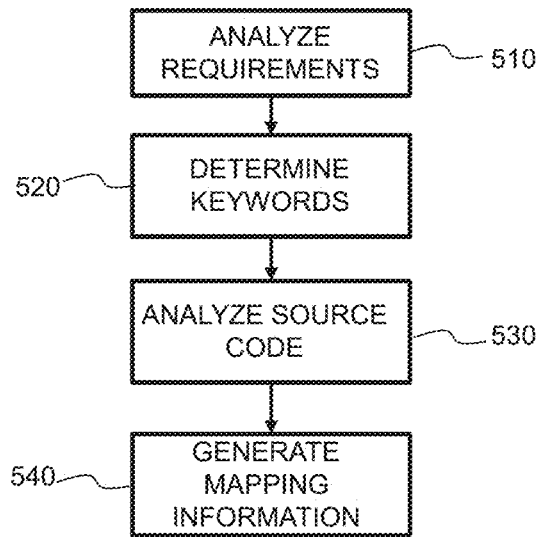 ANALYZE
REQUIREMENTS
510
DETERMINE
KEYWORDS
520
ANALYZE SOURCE
CODE
530
GENERATE
MAPPING
INFORMATION
540